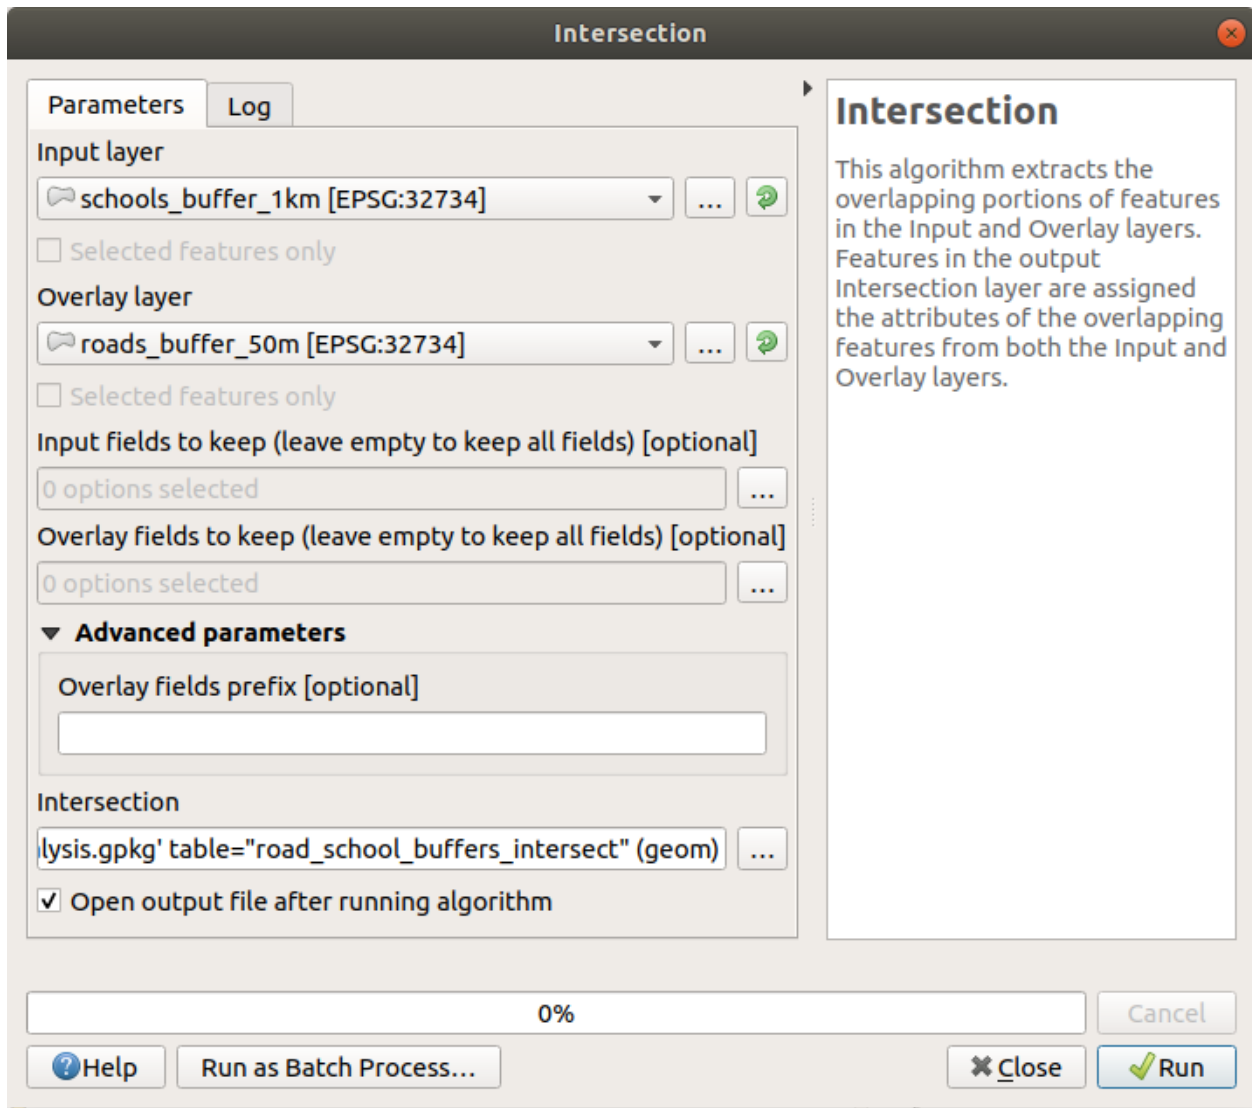 Intersection
Parameters
Log
Input layer
schools_buffer_1km [EPSG:32734]
...
Selected features only
Overlay layer
roads_buffer_50m [EPSG:32734]
...
Selected features only
Input fields to keep (leave empty to keep all fields) [optional]
0 options selected
...
Overlay fields to keep (leave empty to keep all fields) [optional]
0 options selected
...
Advanced parameters
Overlay fields prefix [optional]
Intersection
lysis.gpkg' table="road_school_buffers_intersect" (geom)
...
Open output file after running algorithm
Intersection
This algorithm extracts the
overlapping portions of features
in the Input and Overlay layers.
Features in the output
Intersection layer are assigned
the attributes of the overlapping
features from both the Input and
Overlay layers.
0%
Cancel
Help
Run as Batch Process...
Close
Run